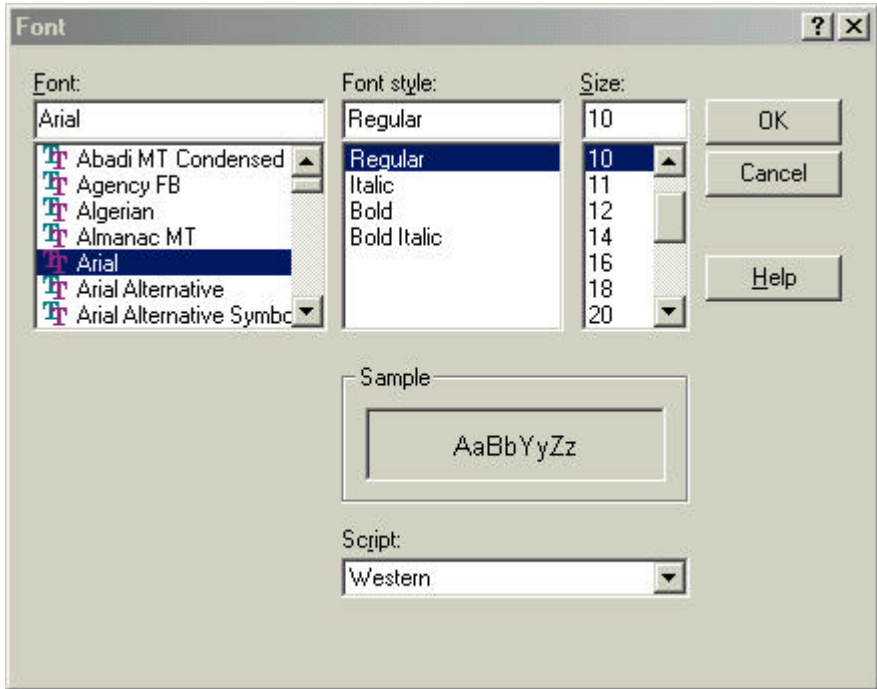 Font
Font:
Arial
Abadi MT Condensed
Agency FB
Algerian
Almanac MT
Arial
Arial Alternative
Arial Alternative Symbo
Font style:
Regular
Regular
Italic
Bold
Bold Italic
Size:
10
10
11
12
14
16
18
20
OK
Cancel
Help
Sample
AaBbYyZz
Script:
Western